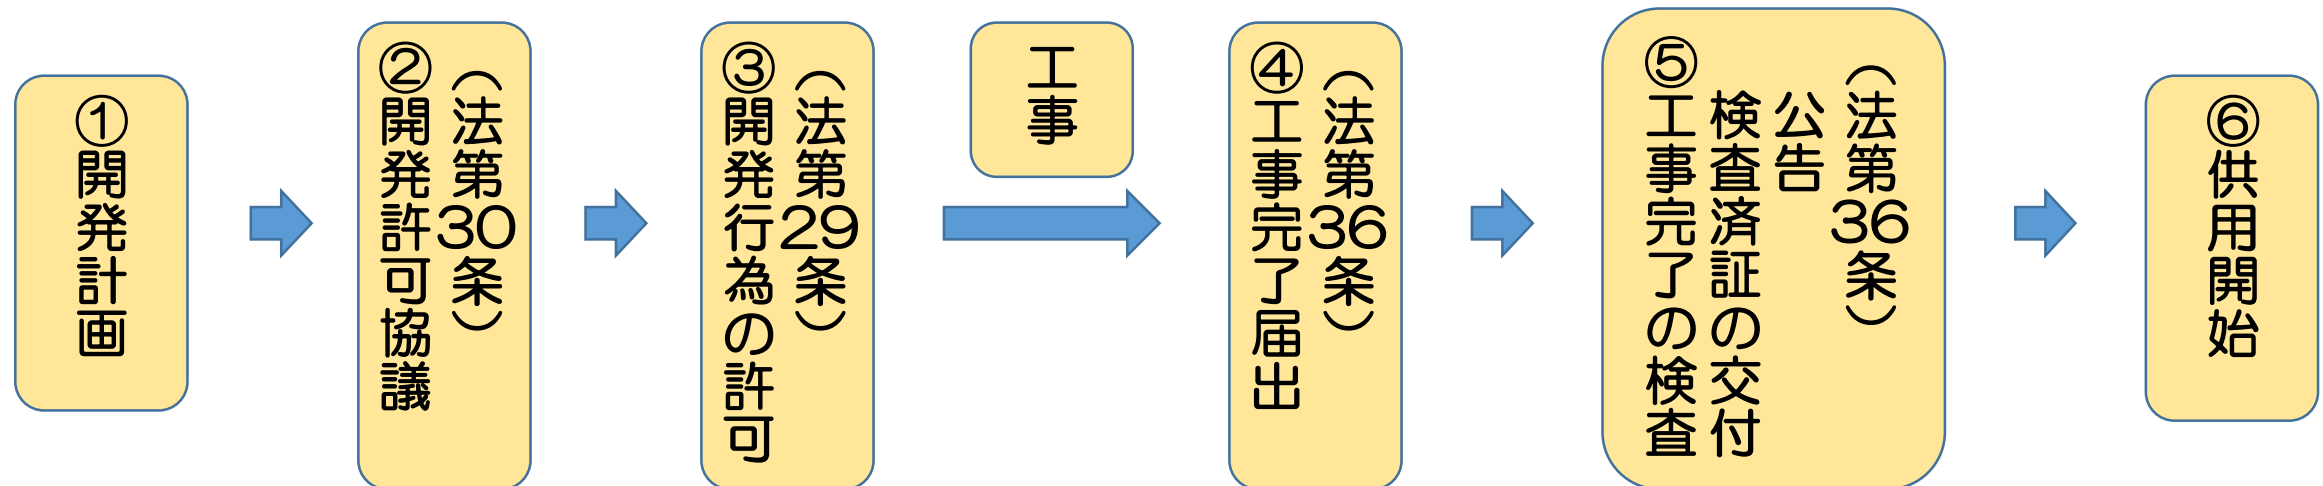 ①開発計画
②開発許可協議
（法第30条）
③開発行為の許可
（法第29条）
工事
④工事完了届出
（法第36条）
⑤工事完了の検査
検査済証の交付
公告
（法第36条）
⑥供用開始